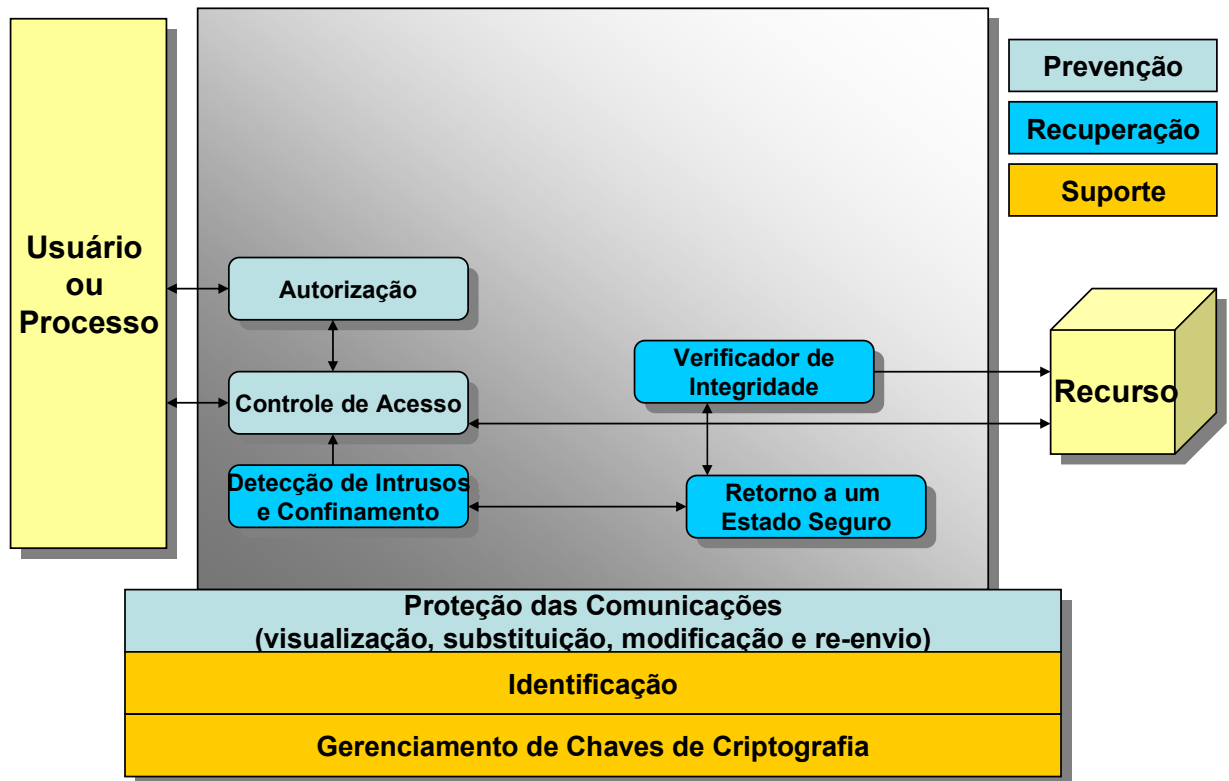 Prevenção
Recuperação
Suporte
Usuário
ou
Processo
Autorização
Controle de Acesso
Detecção de Intrusos
e Confinamento
Verificador de
Integridade
Retorno a um
Estado Seguro
Recurso
Proteção das Comunicações
(visualização, substituição, modificação e re-envio)
Identificação
Gerenciamento de Chaves de Criptografia